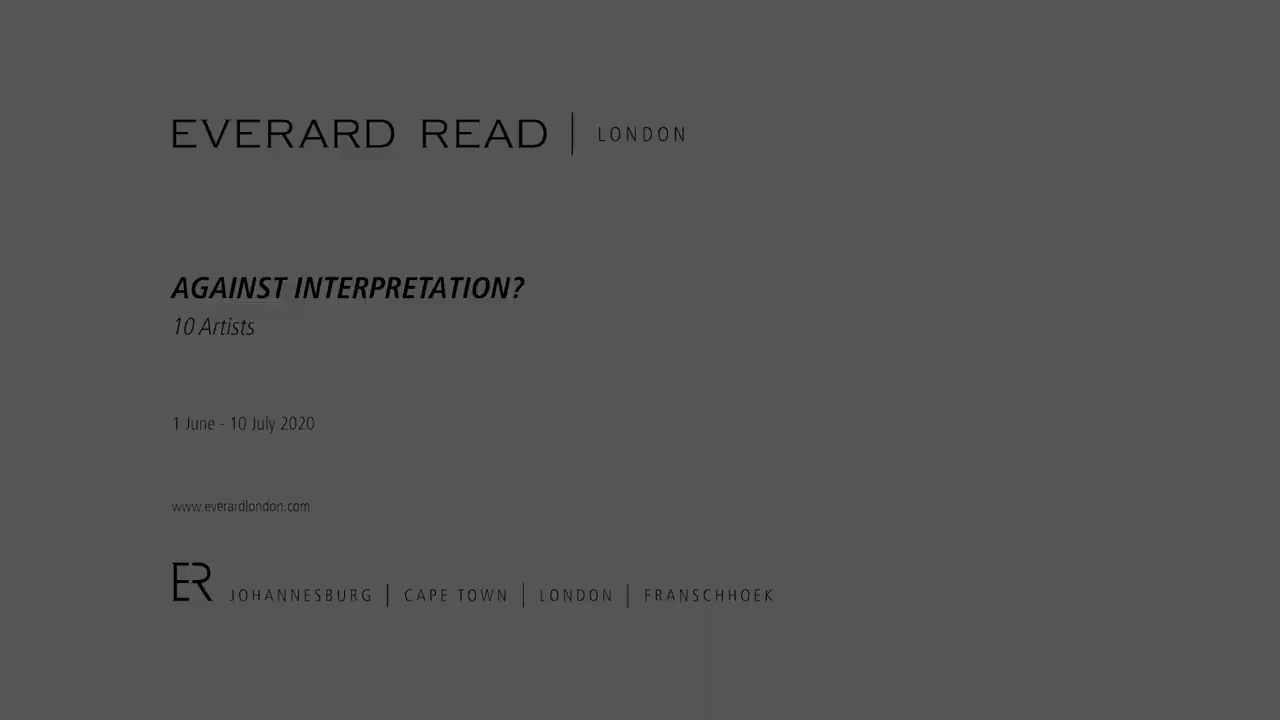 EVERARD READ | LONDON
AGAINST INTERPRETATION?
10 Artists
1 June - 10 July 2020
www.everardlondon.com
ER JOHANNESBURG | CAPE TOWN | LONDON | FRANSCHHOEK